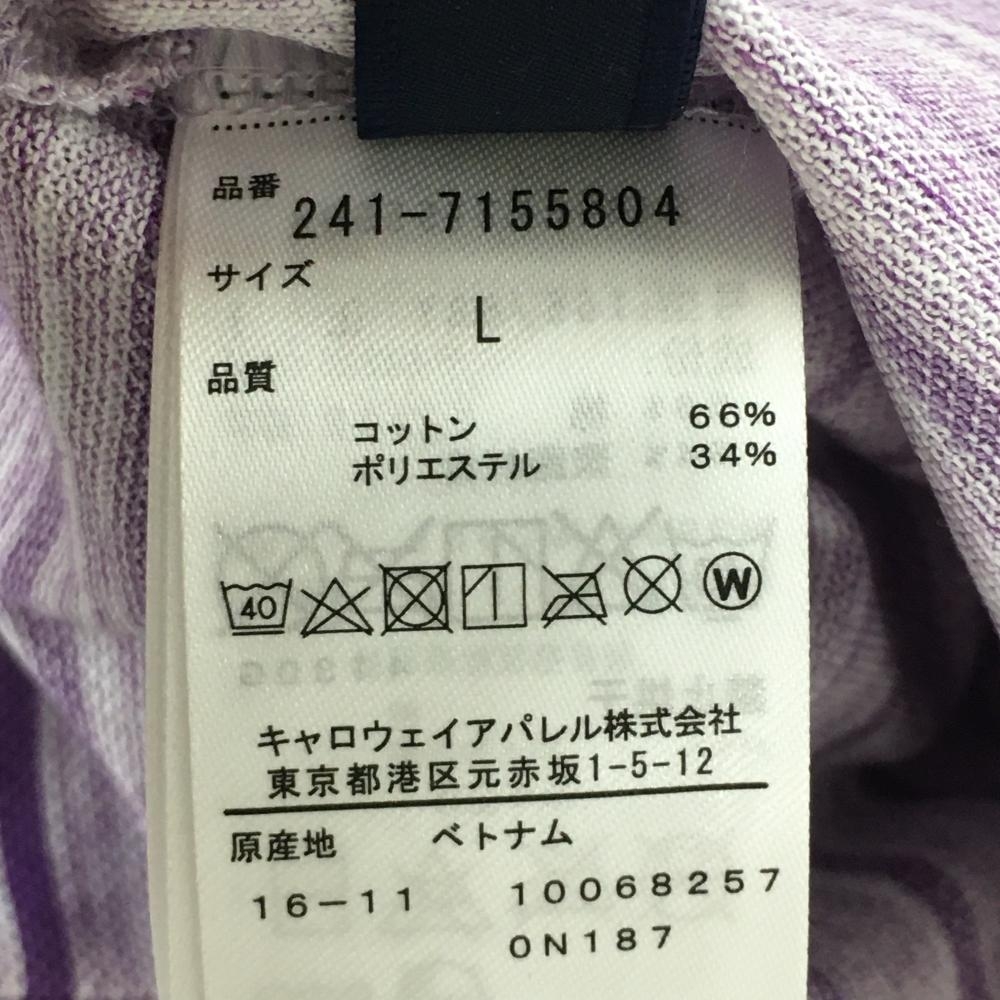 品番 241-7155804
サイズ
L
品質
コットン 66%
ポリエステル 34%
40 W
キャロウェイアパレル株式会社
東京都港区元赤坂1-5-12
原産地 ベトナム
16-11 10068257
0N187